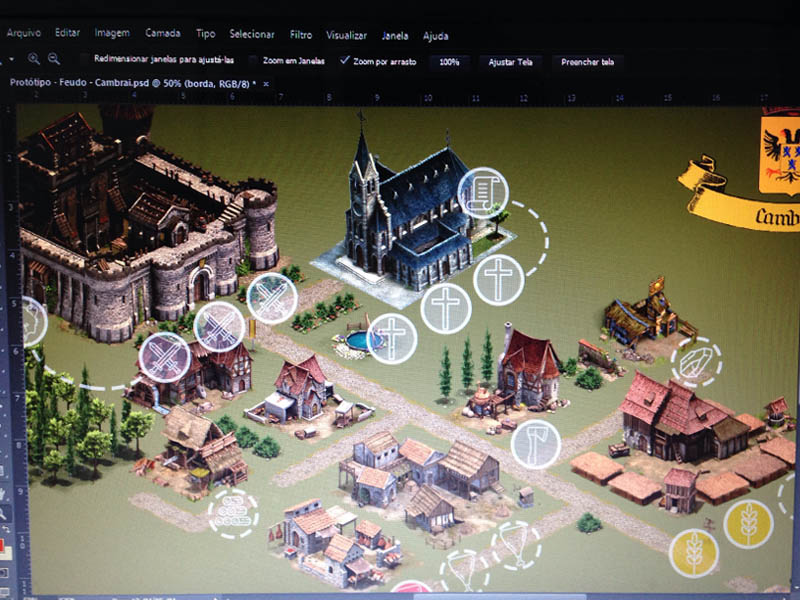 Arquivo Editar Imagem Camada Tipo Selecionar Filtro Visualizar Janela Ajuda
Redimensionar janelas para ajustá-las Zoom em Janelas Zoom por arrasto 100% Ajustar Tela Preencher tela
Protótipo - Feudo - Cambrai.psd @ 50% (borda, RGB/8) * ×
2 3 4 5 6 7 8 9 10 11 12 13 14 15 16 17
Camb